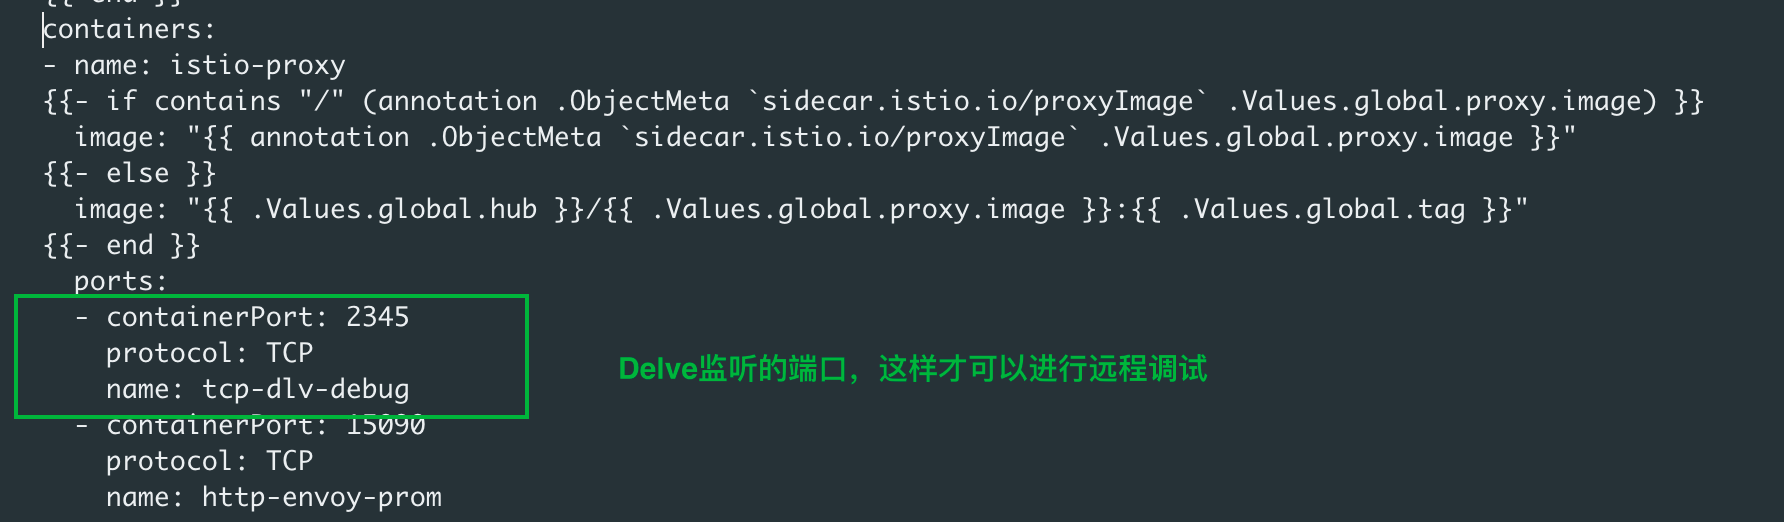 {{ end }}
containers:
- name: istio-proxy
{{- if contains "/" (annotation .ObjectMeta `sidecar.istio.io/proxyImage` .Values.global.proxy.image) }}
  image: "{{ annotation .ObjectMeta `sidecar.istio.io/proxyImage` .Values.global.proxy.image }}"
{{- else }}
  image: "{{ .Values.global.hub }}/{{ .Values.global.proxy.image }}:{{ .Values.global.tag }}"
{{- end }}
  ports:
  - containerPort: 2345
    protocol: TCP
    name: tcp-dlv-debug
Delve监听的端口，这样才可以进行远程调试
  - containerPort: 15090
    protocol: TCP
    name: http-envoy-prom